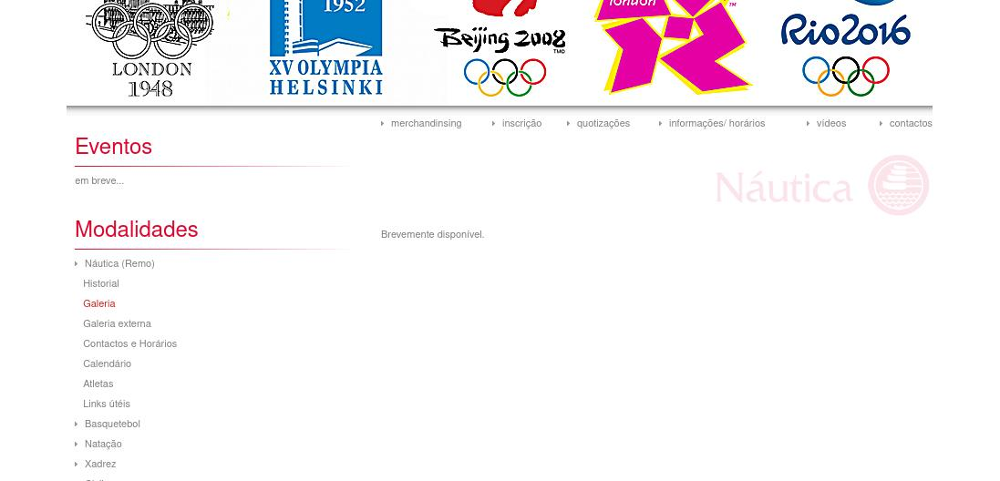 1952
london
TM
LONDON
1948
XV OLYMPIA
HELSINKI
Beijing 2008
TM
Rio2016
merchandinsing
inscrição
quotizações
informações/ horários
vídeos
contactos
Eventos
em breve...
Náutica
Modalidades
Brevemente disponível.
Náutica (Remo)
Historial
Galeria
Galeria externa
Contactos e Horários
Calendário
Atletas
Links útéis
Basquetebol
Natação
Xadrez